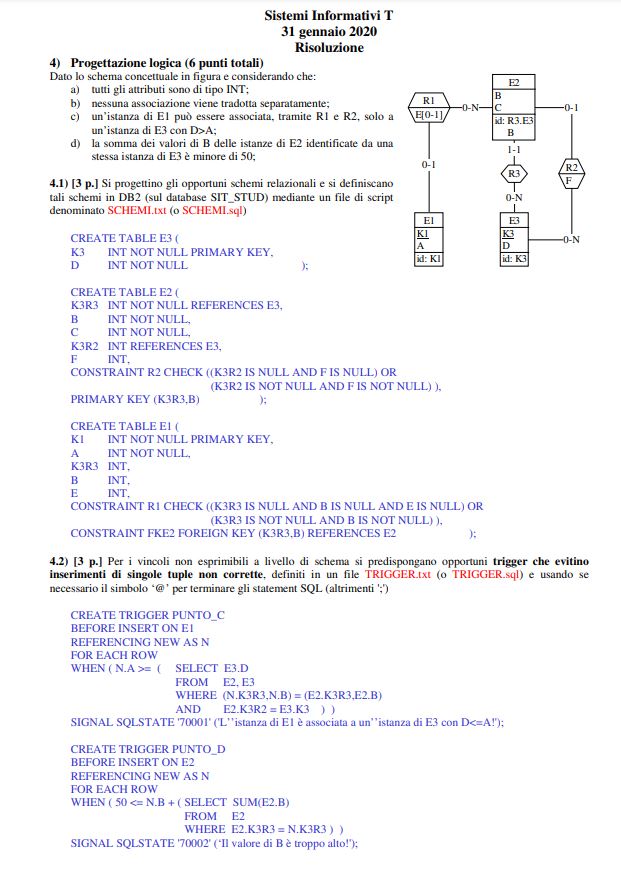 Sistemi Informativi T
31 gennaio 2020
Risoluzione
4) Progettazione logica (6 punti totali)
Dato lo schema concettuale in figura e considerando che:
a) tutti gli attributi sono di tipo INT;
b) nessuna associazione viene tradotta separatamente;
c) un'istanza di E1 può essere associata, tramite R1 e R2, solo a
un'istanza di E3 con D>A;
d) la somma dei valori di B delle istanze di E2 identificate da una
stessa istanza di E3 è minore di 50;
R1
E[0-1]
0-N
E2
B
C
id: R3.E3
B
0-1
0-1
1-1
R3
R2
F
0-N
E1
K1
A
id: K1
E3
K3
D
id: K3
0-N
4.1) [3 p.] Si progettino gli opportuni schemi relazionali e si definiscano
tali schemi in DB2 (sul database SIT_STUD) mediante un file di script
denominato SCHEMI.txt (o SCHEMI.sql)
CREATE TABLE E3 (
K3 INT NOT NULL PRIMARY KEY,
D INT NOT NULL );
CREATE TABLE E2 (
K3R3 INT NOT NULL REFERENCES E3,
B INT NOT NULL,
C INT NOT NULL,
K3R2 INT REFERENCES E3,
F INT,
CONSTRAINT R2 CHECK ((K3R2 IS NULL AND F IS NULL) OR
(K3R2 IS NOT NULL AND F IS NOT NULL) ),
PRIMARY KEY (K3R3,B) );
CREATE TABLE E1 (
K1 INT NOT NULL PRIMARY KEY,
A INT NOT NULL,
K3R3 INT,
B INT,
E INT,
CONSTRAINT R1 CHECK ((K3R3 IS NULL AND B IS NULL AND E IS NULL) OR
(K3R3 IS NOT NULL AND B IS NOT NULL) ),
CONSTRAINT FKE2 FOREIGN KEY (K3R3,B) REFERENCES E2 );
4.2) [3 p.] Per i vincoli non esprimibili a livello di schema si predispongano opportuni trigger che evitino
inserimenti di singole tuple non corrette, definiti in un file TRIGGER.txt (o TRIGGER.sql) e usando se
necessario il simbolo '@' per terminare gli statement SQL (altrimenti ';')
CREATE TRIGGER PUNTO_C
BEFORE INSERT ON E1
REFERENCING NEW AS N
FOR EACH ROW
WHEN ( N.A >= ( SELECT E3.D
FROM E2, E3
WHERE (N.K3R3,N.B) = (E2.K3R3,E2.B)
AND E2.K3R2 = E3.K3 ) )
SIGNAL SQLSTATE '70001' ('L''istanza di E1 è associata a un''istanza di E3 con D<=A!');
CREATE TRIGGER PUNTO_D
BEFORE INSERT ON E2
REFERENCING NEW AS N
FOR EACH ROW
WHEN ( 50 <= N.B + ( SELECT SUM(E2.B)
FROM E2
WHERE E2.K3R3 = N.K3R3 ) )
SIGNAL SQLSTATE '70002' ('Il valore di B è troppo alto!');